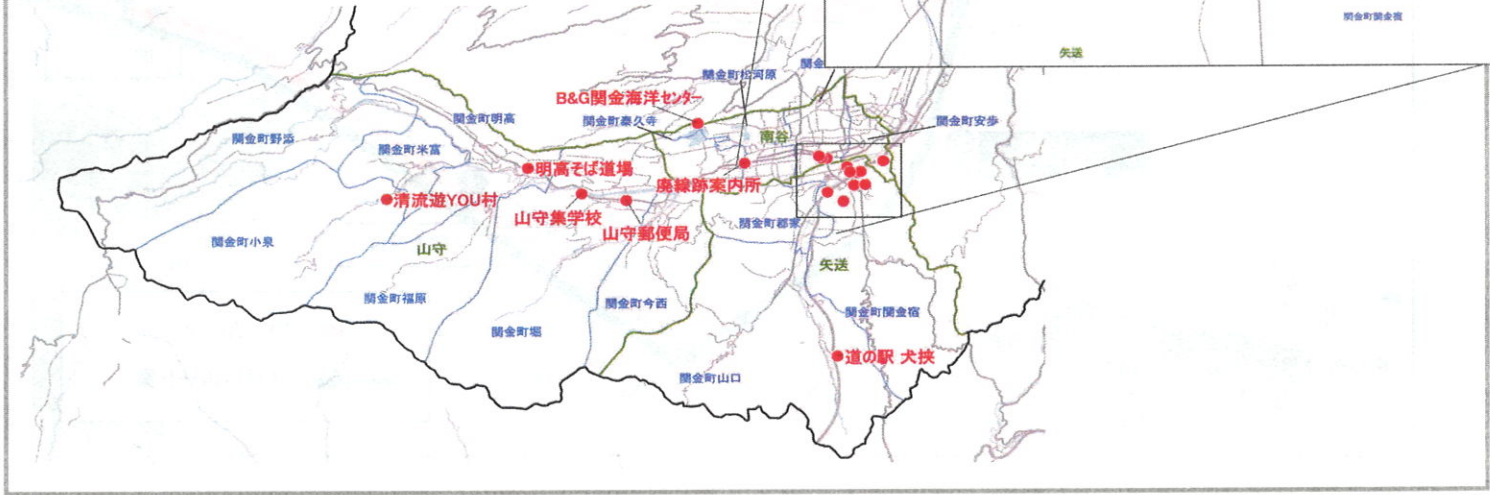 関金町関金宿
矢送
関金町松河原
関金
B&G関金海洋センター
関金町明高
関金町泰久寺
関金町安歩
関金町野添
南谷
関金町米富
明高そば道場
廃線跡案内所
清流遊YOU村
山守集学校
関金町郡家
山守郵便局
関金町小泉
山守
矢送
関金町福原
関金町今西
関金町関金宿
関金町堀
道の駅 犬挟
関金町山口